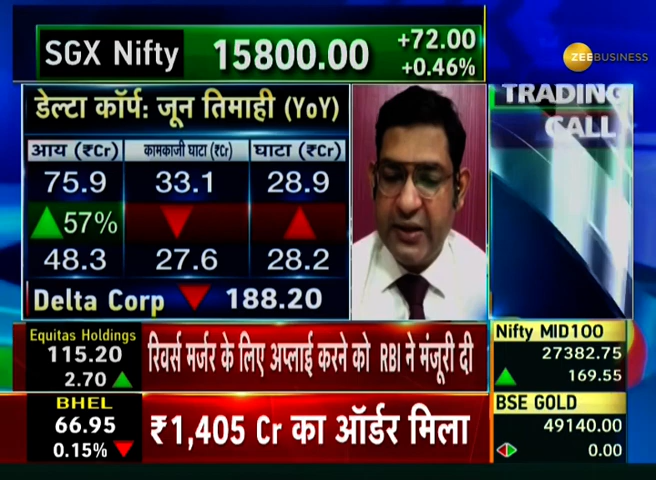 SGX Nifty 15800.00 +72.00
+0.46%
ZEEBUSINESS
डेल्टा कॉर्प: जून तिमाही (YoY)
आय (₹Cr) कामकाजी घाटा (₹Cr) घाटा (₹Cr)
75.9 33.1 28.9
57%
48.3 27.6 28.2
Delta Corp 188.20
TRADING
CALL
Equitas Holdings
115.20
2.70
रिवर्स मर्जर के लिए अप्लाई करने को RBI ने मंजूरी दी
BHEL
66.95
0.15%
₹1,405 Cr का ऑर्डर मिला
Nifty MID100
27382.75
169.55
BSE GOLD
49140.00
0.00